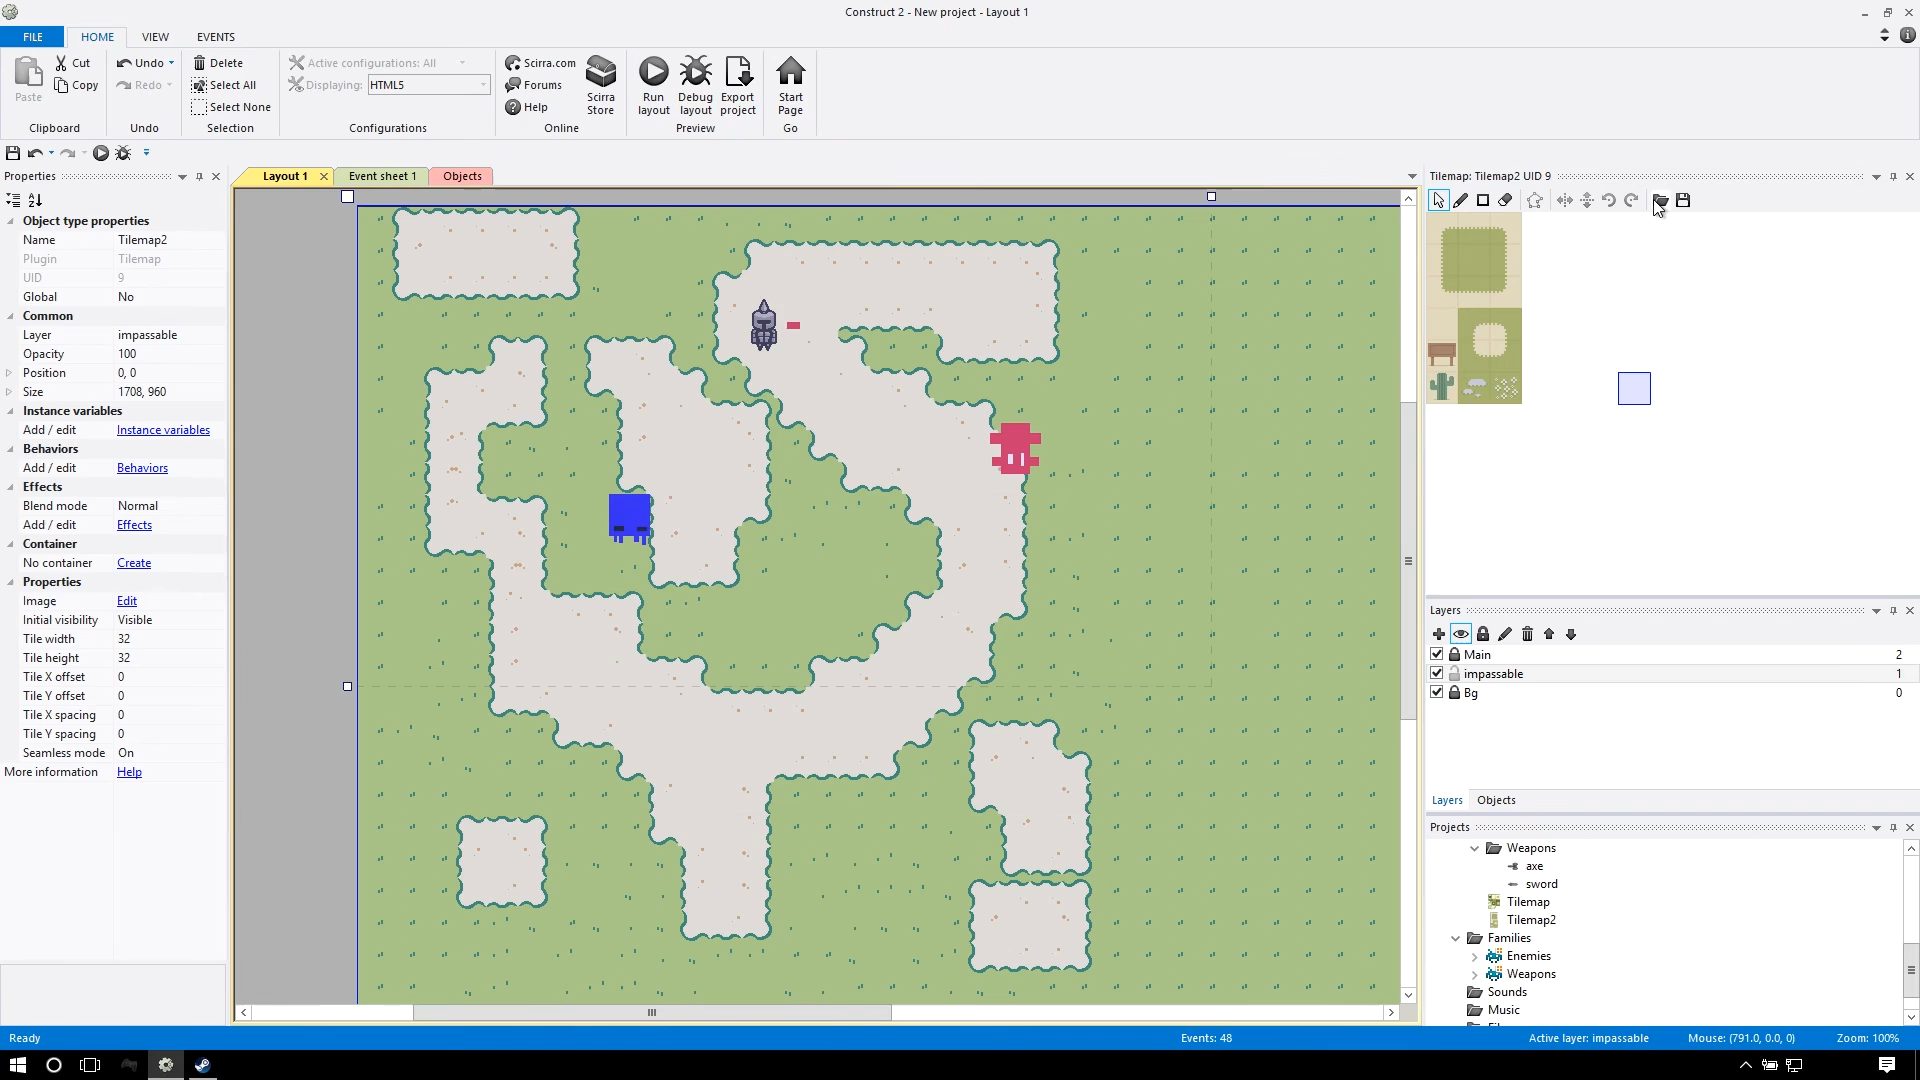 Construct 2 - New project - Layout 1
FILE HOME VIEW EVENTS
Paste
Cut
Copy
Clipboard
Undo
Redo
Undo
Delete
Select All
Select None
Selection
Active configurations: All
Displaying: HTML5
Configurations
Scirra.com
Forums
Help
Scirra Store
Online
Run layout
Debug layout
Export project
Preview
Start Page
Go
Properties
Layout 1
Event sheet 1
Objects
Tilemap: Tilemap2 UID 9
Object type properties
Name Tilemap2
Plugin Tilemap
UID 9
Global No
Common
Layer impassable
Opacity 100
Position 0, 0
Size 1708, 960
Instance variables
Add / edit Instance variables
Behaviors
Add / edit Behaviors
Effects
Blend mode Normal
Add / edit Effects
Container
No container Create
Properties
Image Edit
Initial visibility Visible
Tile width 32
Tile height 32
Tile X offset 0
Tile Y offset 0
Tile X spacing 0
Tile Y spacing 0
Seamless mode On
More information Help
Layers
Main 2
impassable 1
Bg 0
Layers Objects
Projects
Weapons
axe
sword
Tilemap
Tilemap2
Families
Enemies
Weapons
Sounds
Music
Ready
Events: 48
Active layer: impassable
Mouse: (791.0, 0.0, 0)
Zoom: 100%